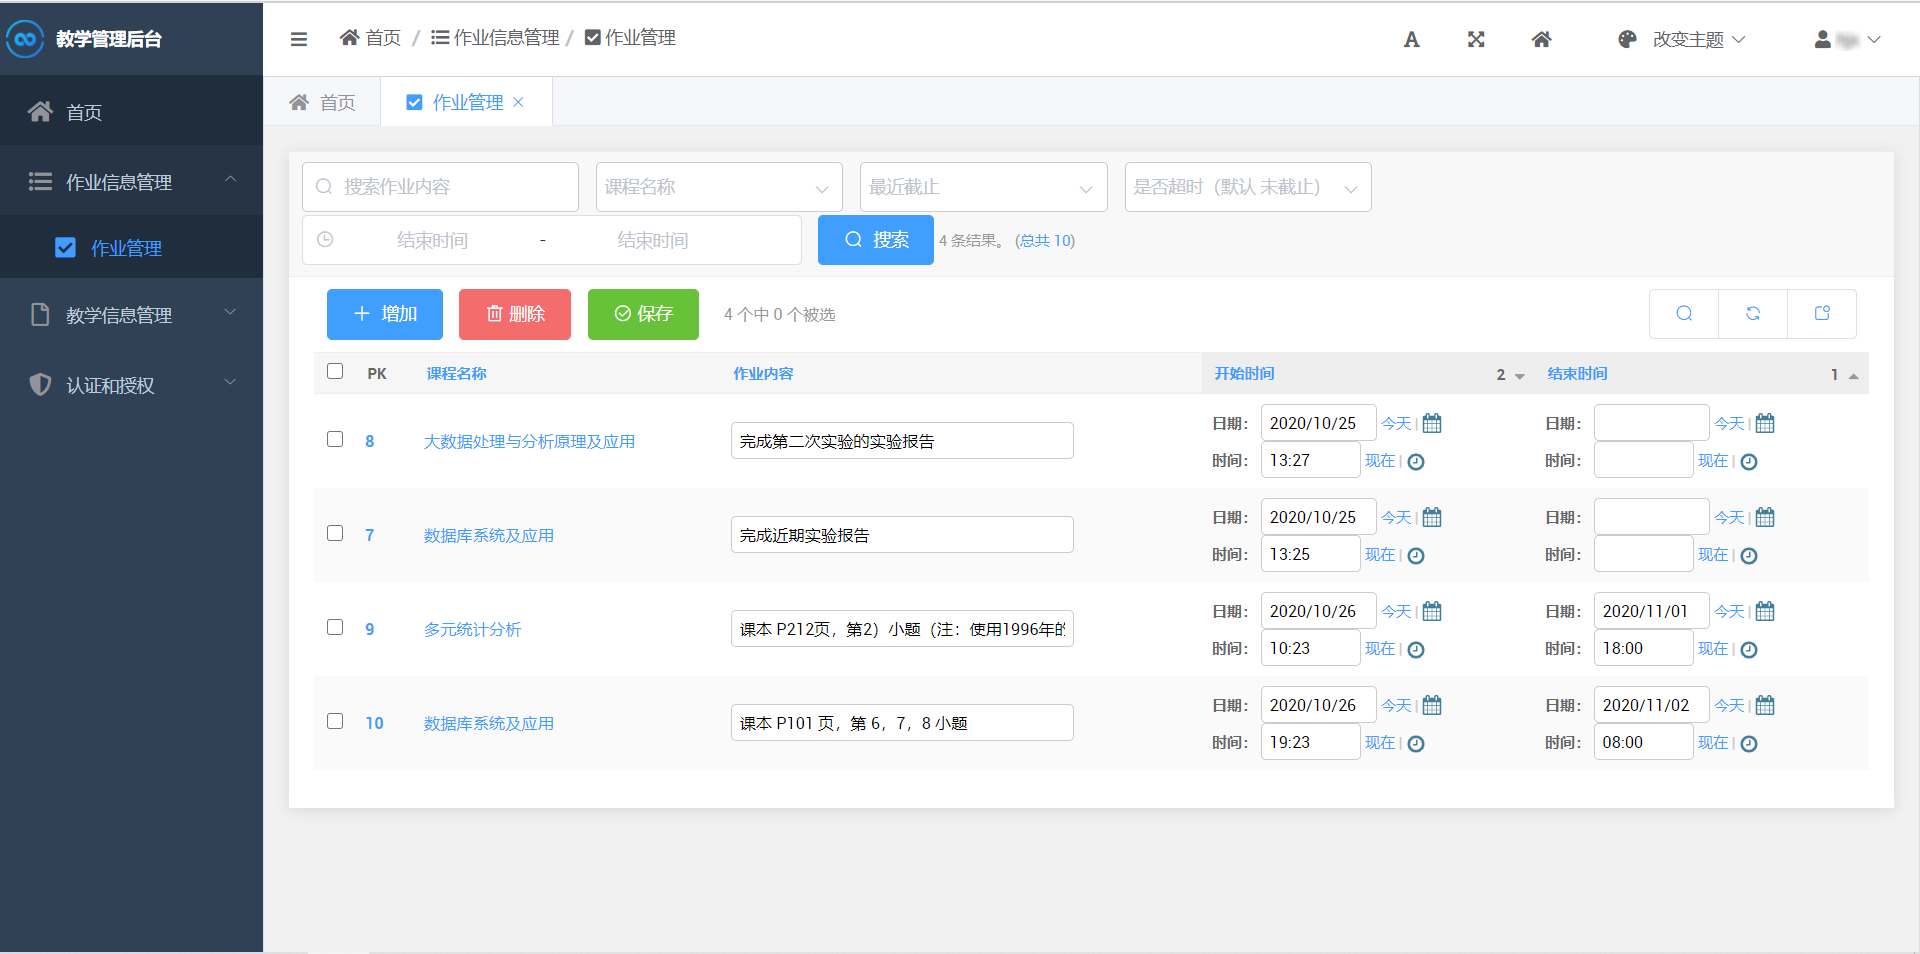 教学管理后台
首页 / 作业信息管理 / 作业管理
改变主题
首页
作业信息管理
作业管理
教学信息管理
认证和授权
首页 作业管理
搜索作业内容 课程名称 最近截止 是否超时（默认 未截止）
结束时间 - 结束时间 搜索 4 条结果。 (总共 10)
增加 删除 保存 4 个中 0 个被选
PK 课程名称 作业内容 开始时间 2 结束时间 1
8 大数据处理与分析原理及应用 完成第二次实验的实验报告
日期： 2020/10/25 今天 | 日期： 今天 |
时间： 13:27 现在 | 时间： 现在 |
7 数据库系统及应用 完成近期实验报告
日期： 2020/10/25 今天 | 日期： 今天 |
时间： 13:25 现在 | 时间： 现在 |
9 多元统计分析 课本 P212页，第2）小题（注：使用1996年的
日期： 2020/10/26 今天 | 日期： 2020/11/01 今天 |
时间： 10:23 现在 | 时间： 18:00 现在 |
10 数据库系统及应用 课本 P101 页，第 6，7，8 小题
日期： 2020/10/26 今天 | 日期： 2020/11/02 今天 |
时间： 19:23 现在 | 时间： 08:00 现在 |